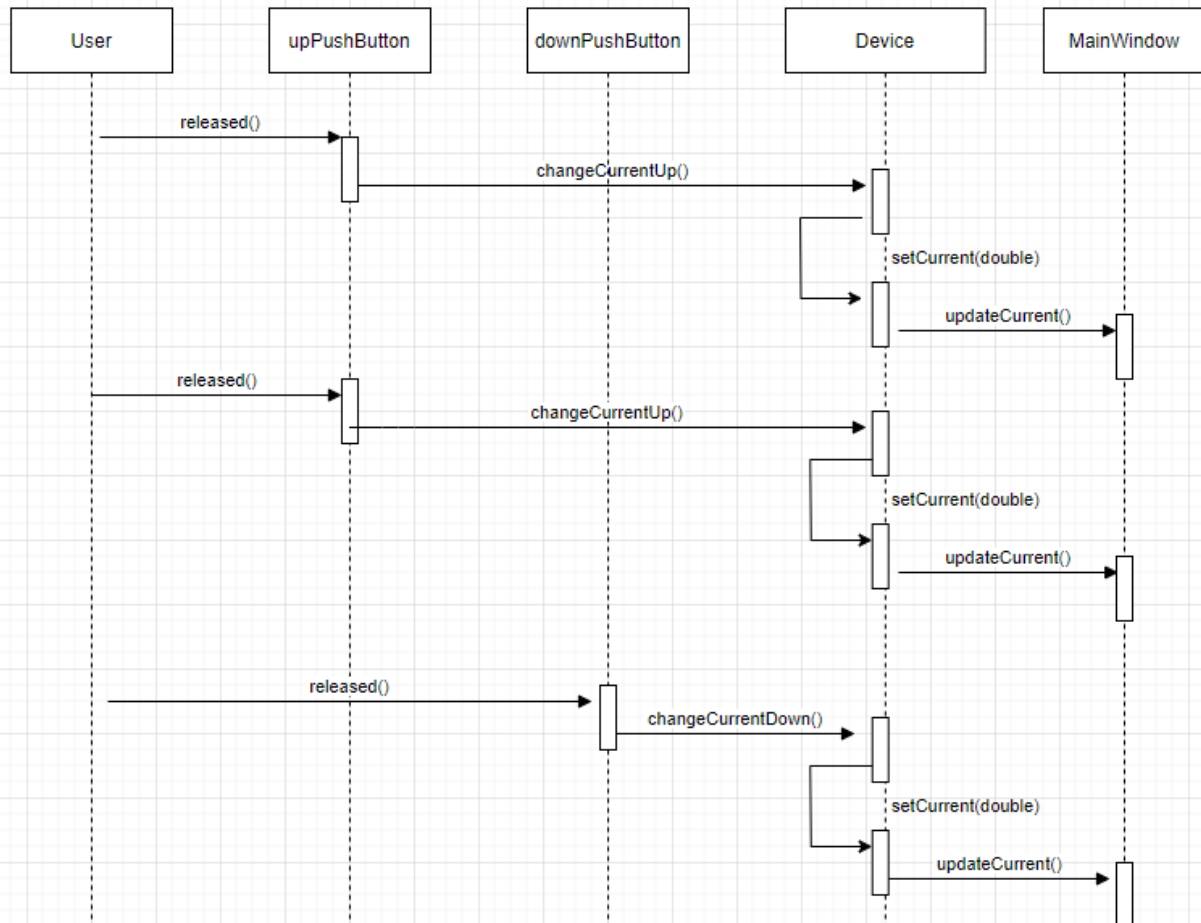 User
upPushButton
downPushButton
Device
MainWindow
released()
changeCurrentUp()
setCurrent(double)
updateCurrent()
released()
changeCurrentUp()
setCurrent(double)
updateCurrent()
released()
changeCurrentDown()
setCurrent(double)
updateCurrent()